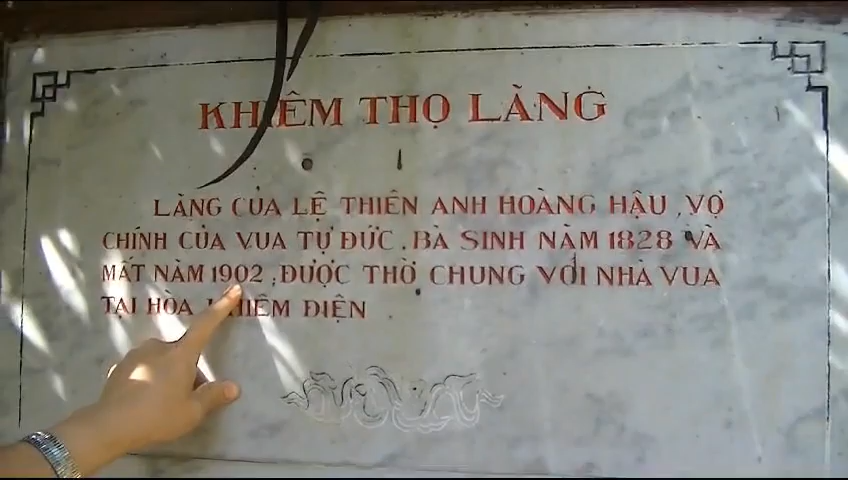 KHIÊM THỌ LĂNG
LĂNG CỦA LỆ THIÊN ANH HOÀNG HẬU , VỢ
CHÍNH CỦA VUA TỰ ĐỨC . BÀ SINH NĂM 1828 VÀ
MẤT NĂM 1902 , ĐƯỢC THỜ CHUNG VỚI NHÀ VUA
TẠI HÒA KHIÊM ĐIỆN .